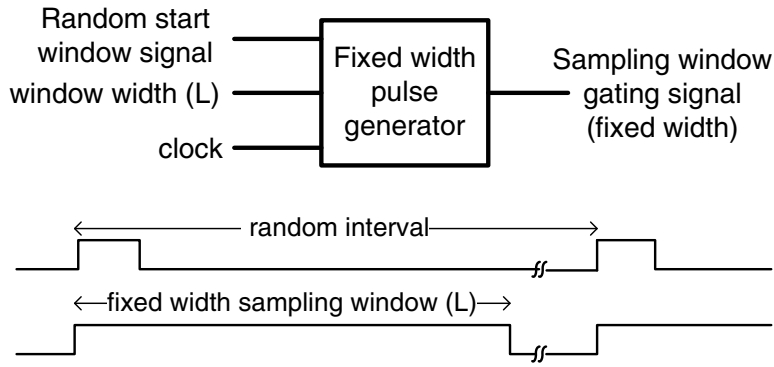 Random start
window signal
window width (L)
clock
Fixed width
pulse
generator
Sampling window
gating signal
(fixed width)
random interval
fixed width sampling window (L)